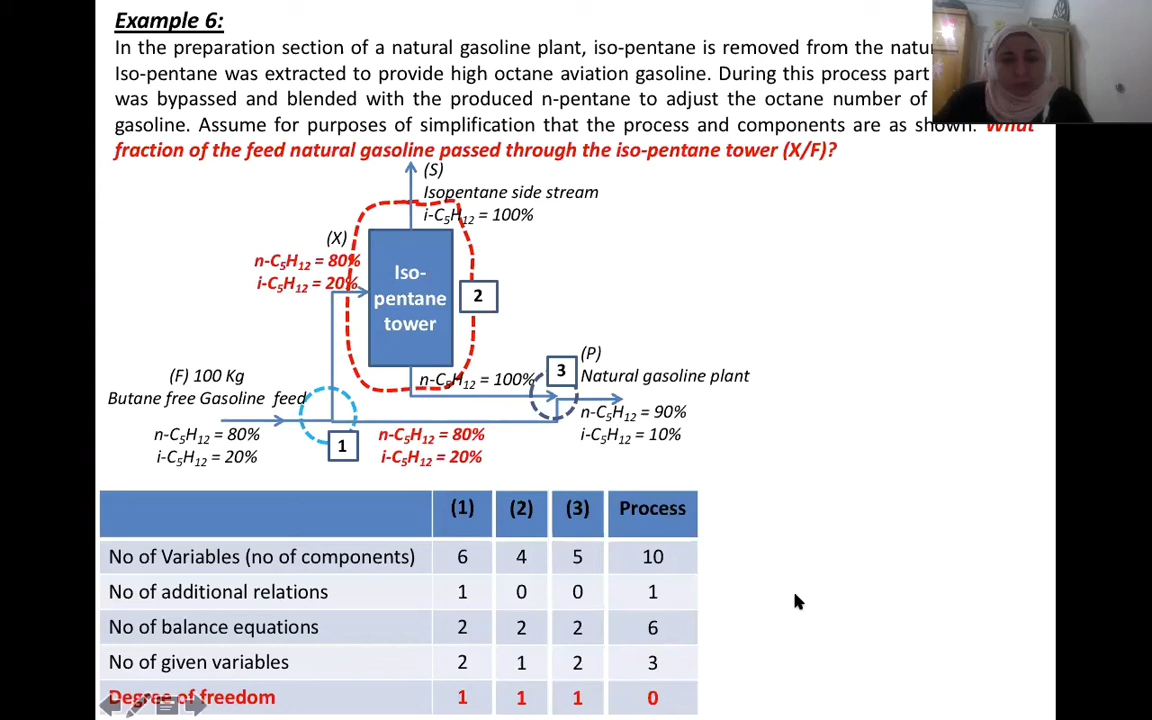 Example 6:
In the preparation section of a natural gasoline plant, iso-pentane is removed from the
Iso-pentane was extracted to provide high octane aviation gasoline. During this process part
was bypassed and blended with the produced n-pentane to adjust the octane number of
gasoline. Assume for purposes of simplification that the process and components are as shown. What
fraction of the feed natural gasoline passed through the iso-pentane tower (X/F)?
(S)
Isopentane side stream
i-C5H12 = 100%
(X)
n-C5H12 = 80%
i-C5H12 = 20%
Iso-
pentane
tower
2
3
(P)
(F) 100 Kg
n-C5H12 = 100%
Natural gasoline plant
Butane free Gasoline feed
n-C5H12 = 90%
i-C5H12 = 10%
n-C5H12 = 80%
i-C5H12 = 20%
1
n-C5H12 = 80%
i-C5H12 = 20%
(1) (2) (3) Process
No of Variables (no of components) 6 4 5 10
No of additional relations 1 0 0 1
No of balance equations 2 2 2 6
No of given variables 2 1 2 3
Degree of freedom 1 1 1 0